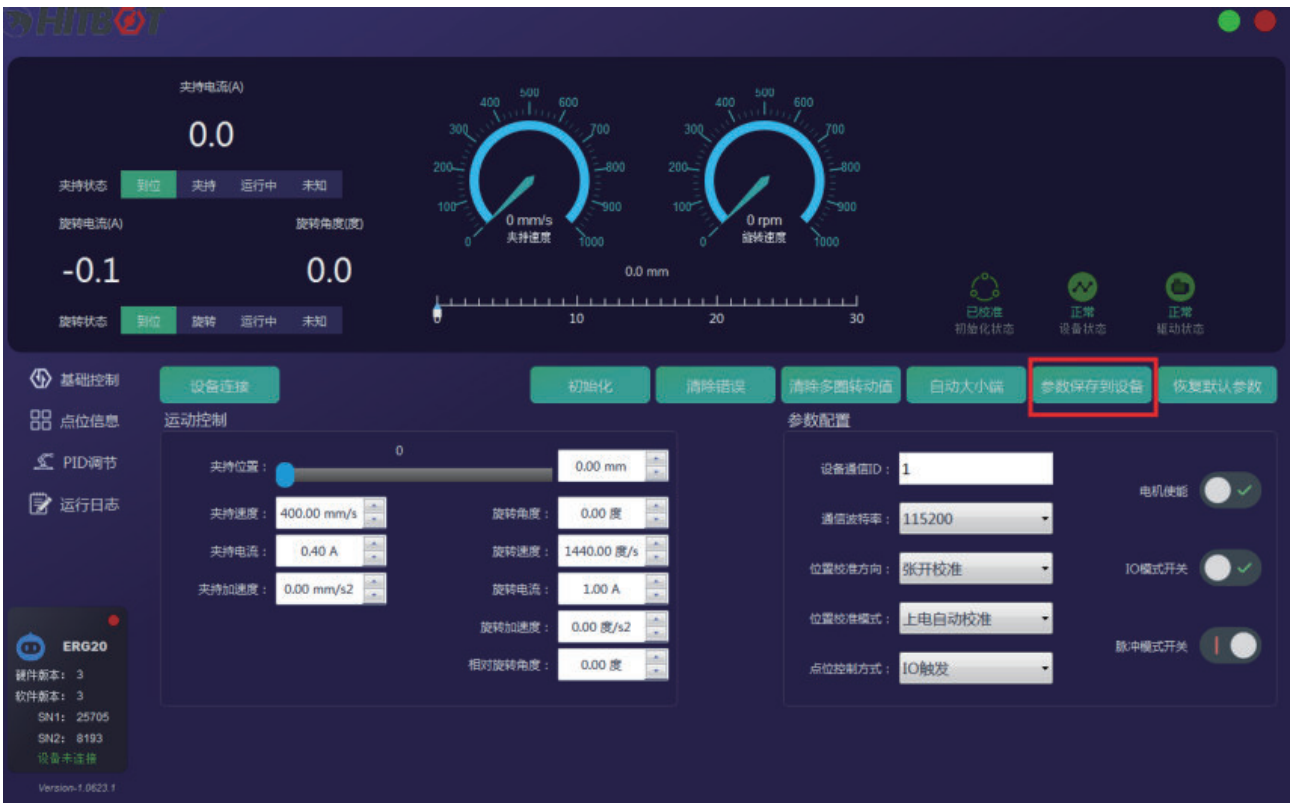 HITBOT
夹持电流(A)
0.0
夹持状态 到位 夹持 运行中 未知
旋转电流(A) 旋转角度(度)
-0.1 0.0
旋转状态 到位 旋转 运行中 未知
0 100 200 300 400 500 600 700 800 900 1000
0 mm/s
夹持速度
0 100 200 300 400 500 600 700 800 900 1000
0 rpm
旋转速度
0.0 mm
0 10 20 30
已校准 正常 正常
初始化状态 设备状态 驱动状态
基础控制
点位信息
PID调节
运行日志
设备连接 初始化 清除错误 清除多圈转动值 自动大小端 参数保存到设备 恢复默认参数
运动控制
夹持位置： 0 0.00 mm
夹持速度： 400.00 mm/s 旋转角度： 0.00 度
夹持电流： 0.40 A 旋转速度： 1440.00 度/s
夹持加速度： 0.00 mm/s2 旋转电流： 1.00 A
旋转加速度： 0.00 度/s2
相对旋转角度： 0.00 度
参数配置
设备通信ID： 1
通信波特率： 115200
位置校准方向： 张开校准
位置校准模式： 上电自动校准
点位控制方式： IO触发
电机使能
IO模式开关
脉冲模式开关
ERG20
硬件版本： 3
软件版本： 3
SN1: 25705
SN2: 8193
设备未连接
Version-1.0623.1